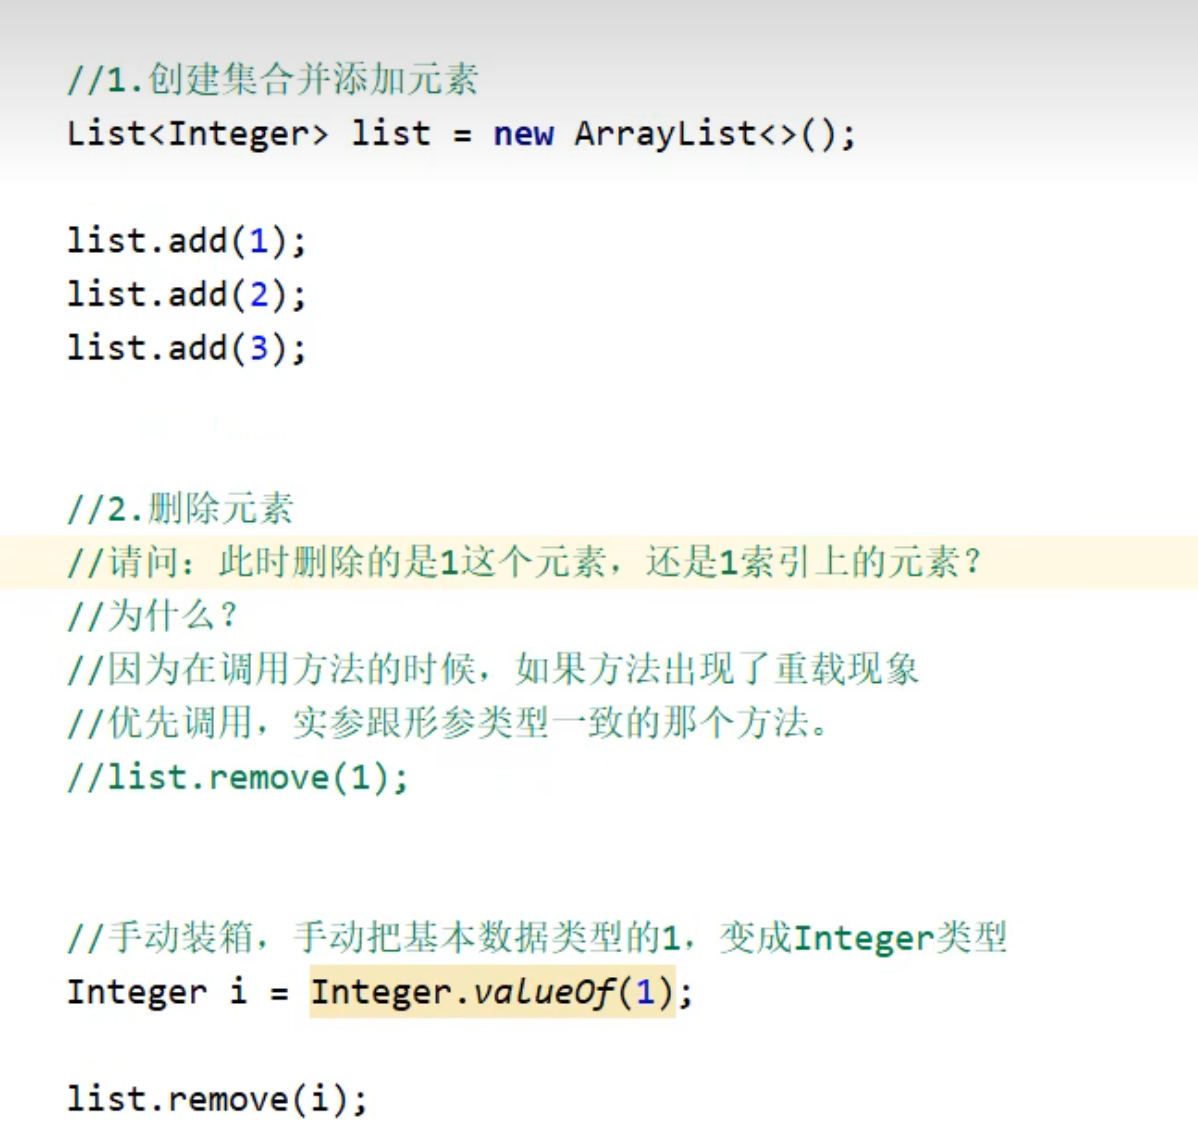 //1.创建集合并添加元素
List<Integer> list = new ArrayList<>();
list.add(1);
list.add(2);
list.add(3);
//2.删除元素
//请问：此时删除的是1这个元素，还是1索引上的元素？
//为什么？
//因为在调用方法的时候，如果方法出现了重载现象
//优先调用，实参跟形参类型一致的那个方法。
//list.remove(1);
//手动装箱，手动把基本数据类型的1，变成Integer类型
Integer i = Integer.valueOf(1);
list.remove(i);